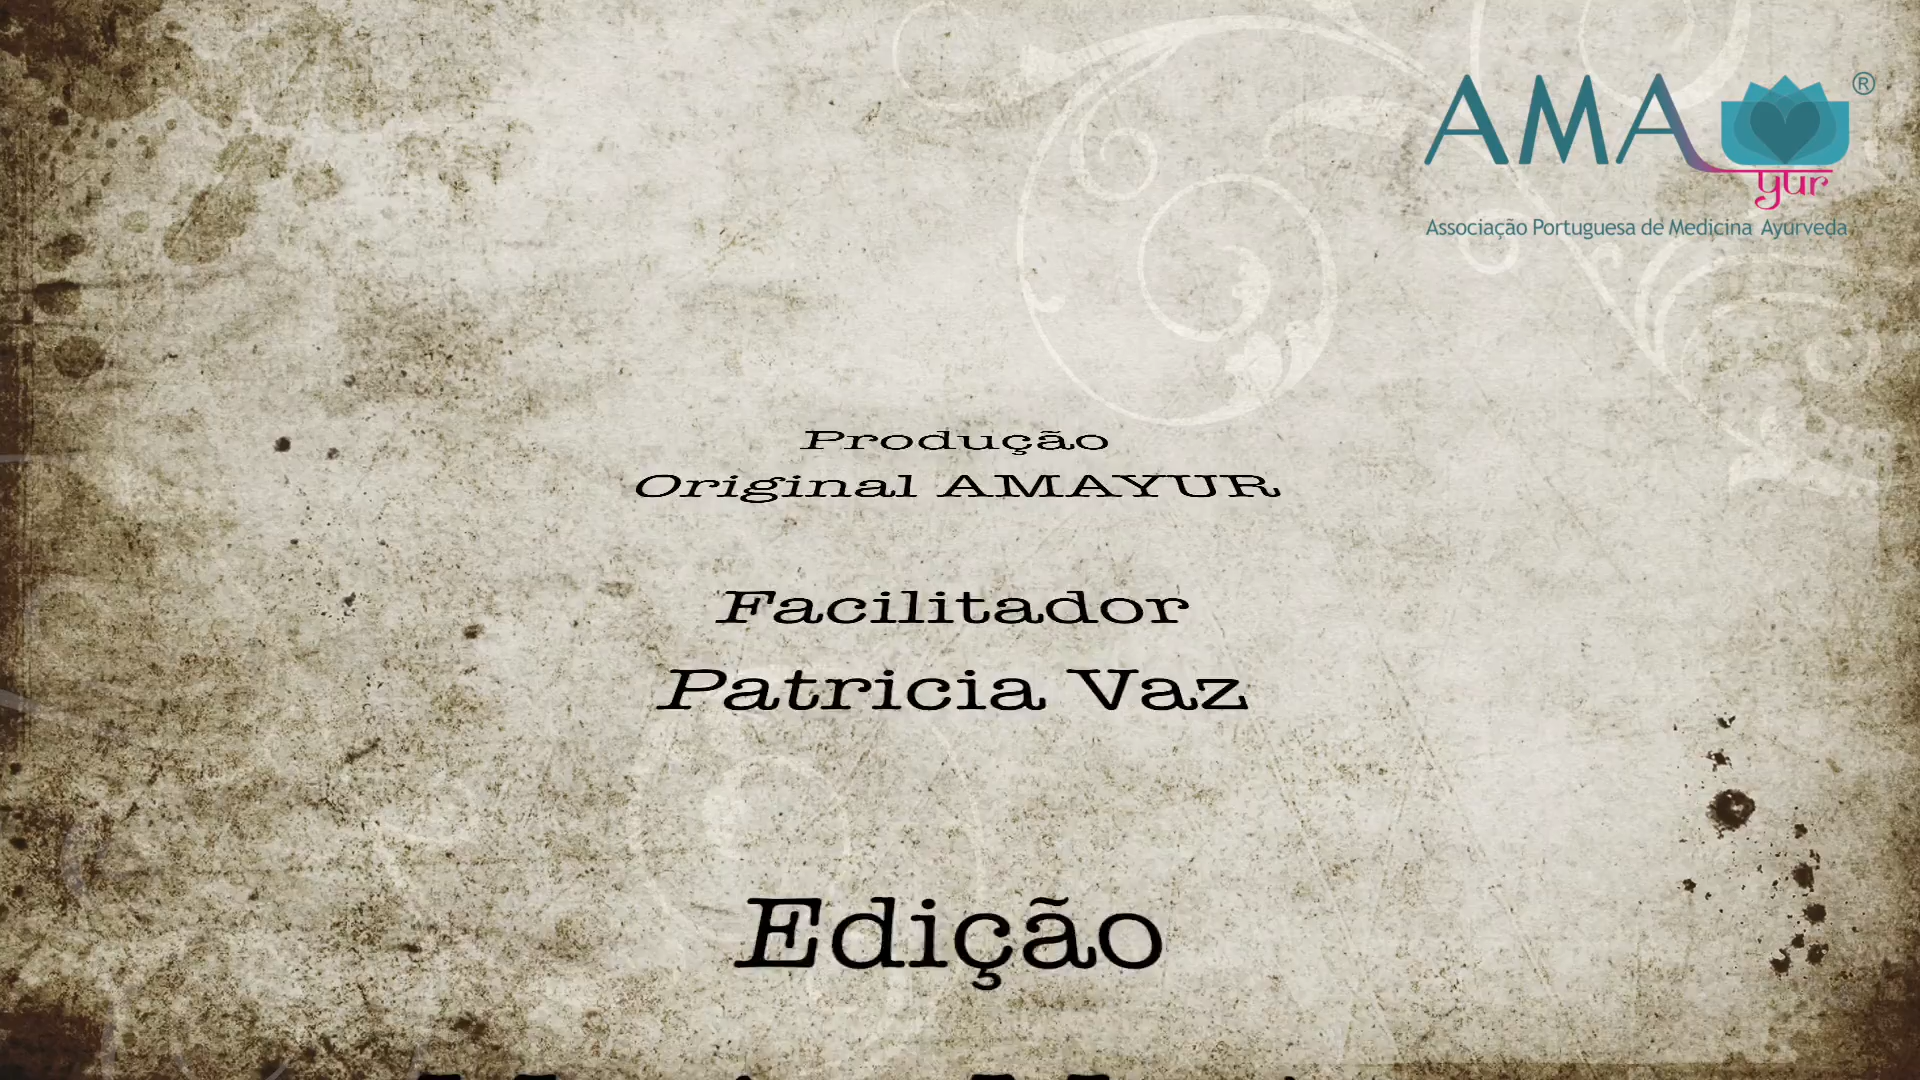 AMA
yur
®
Associação Portuguesa de Medicina Ayurveda
Produção
Original AMAYUR
Facilitador
Patricia Vaz
Edição